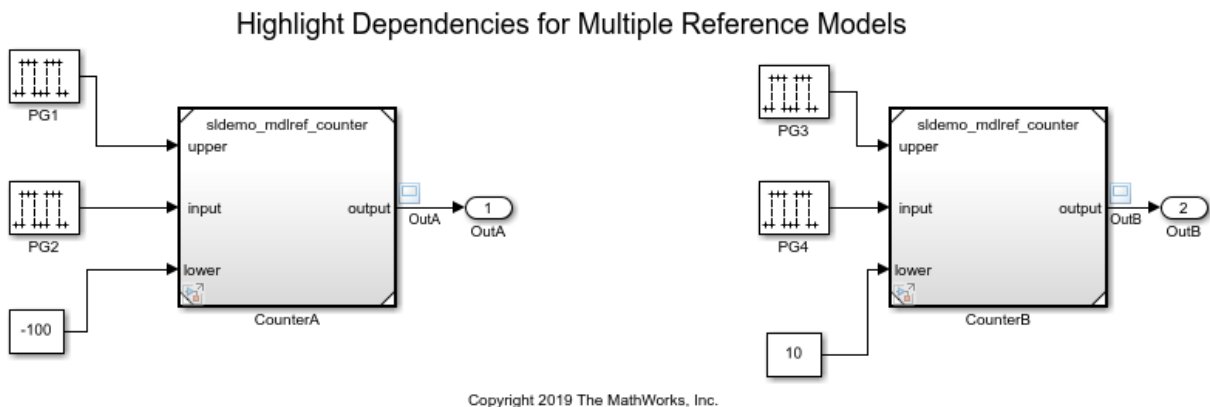 Highlight Dependencies for Multiple Reference Models
PG1
sldemo_mdlref_counter
upper
input
output
lower
PG2
-100
CounterA
OutA
1
OutA
PG3
sldemo_mdlref_counter
upper
input
output
lower
PG4
10
CounterB
OutB
2
OutB
Copyright 2019 The MathWorks, Inc.